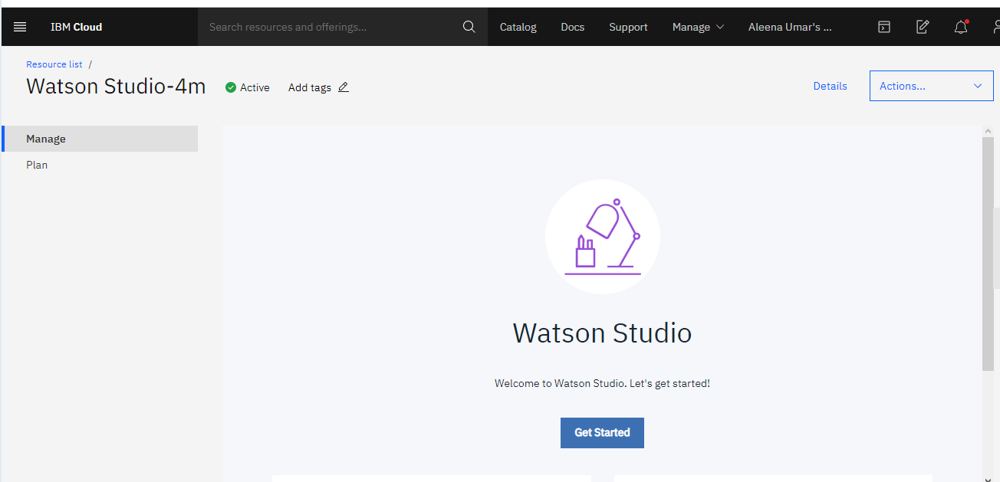 IBM Cloud Search resources and offerings... Catalog Docs Support Manage Aleena Umar's ...
Resource list /
Watson Studio-4m Active Add tags Details Actions...
Manage
Plan
Watson Studio
Welcome to Watson Studio. Let's get started!
Get Started